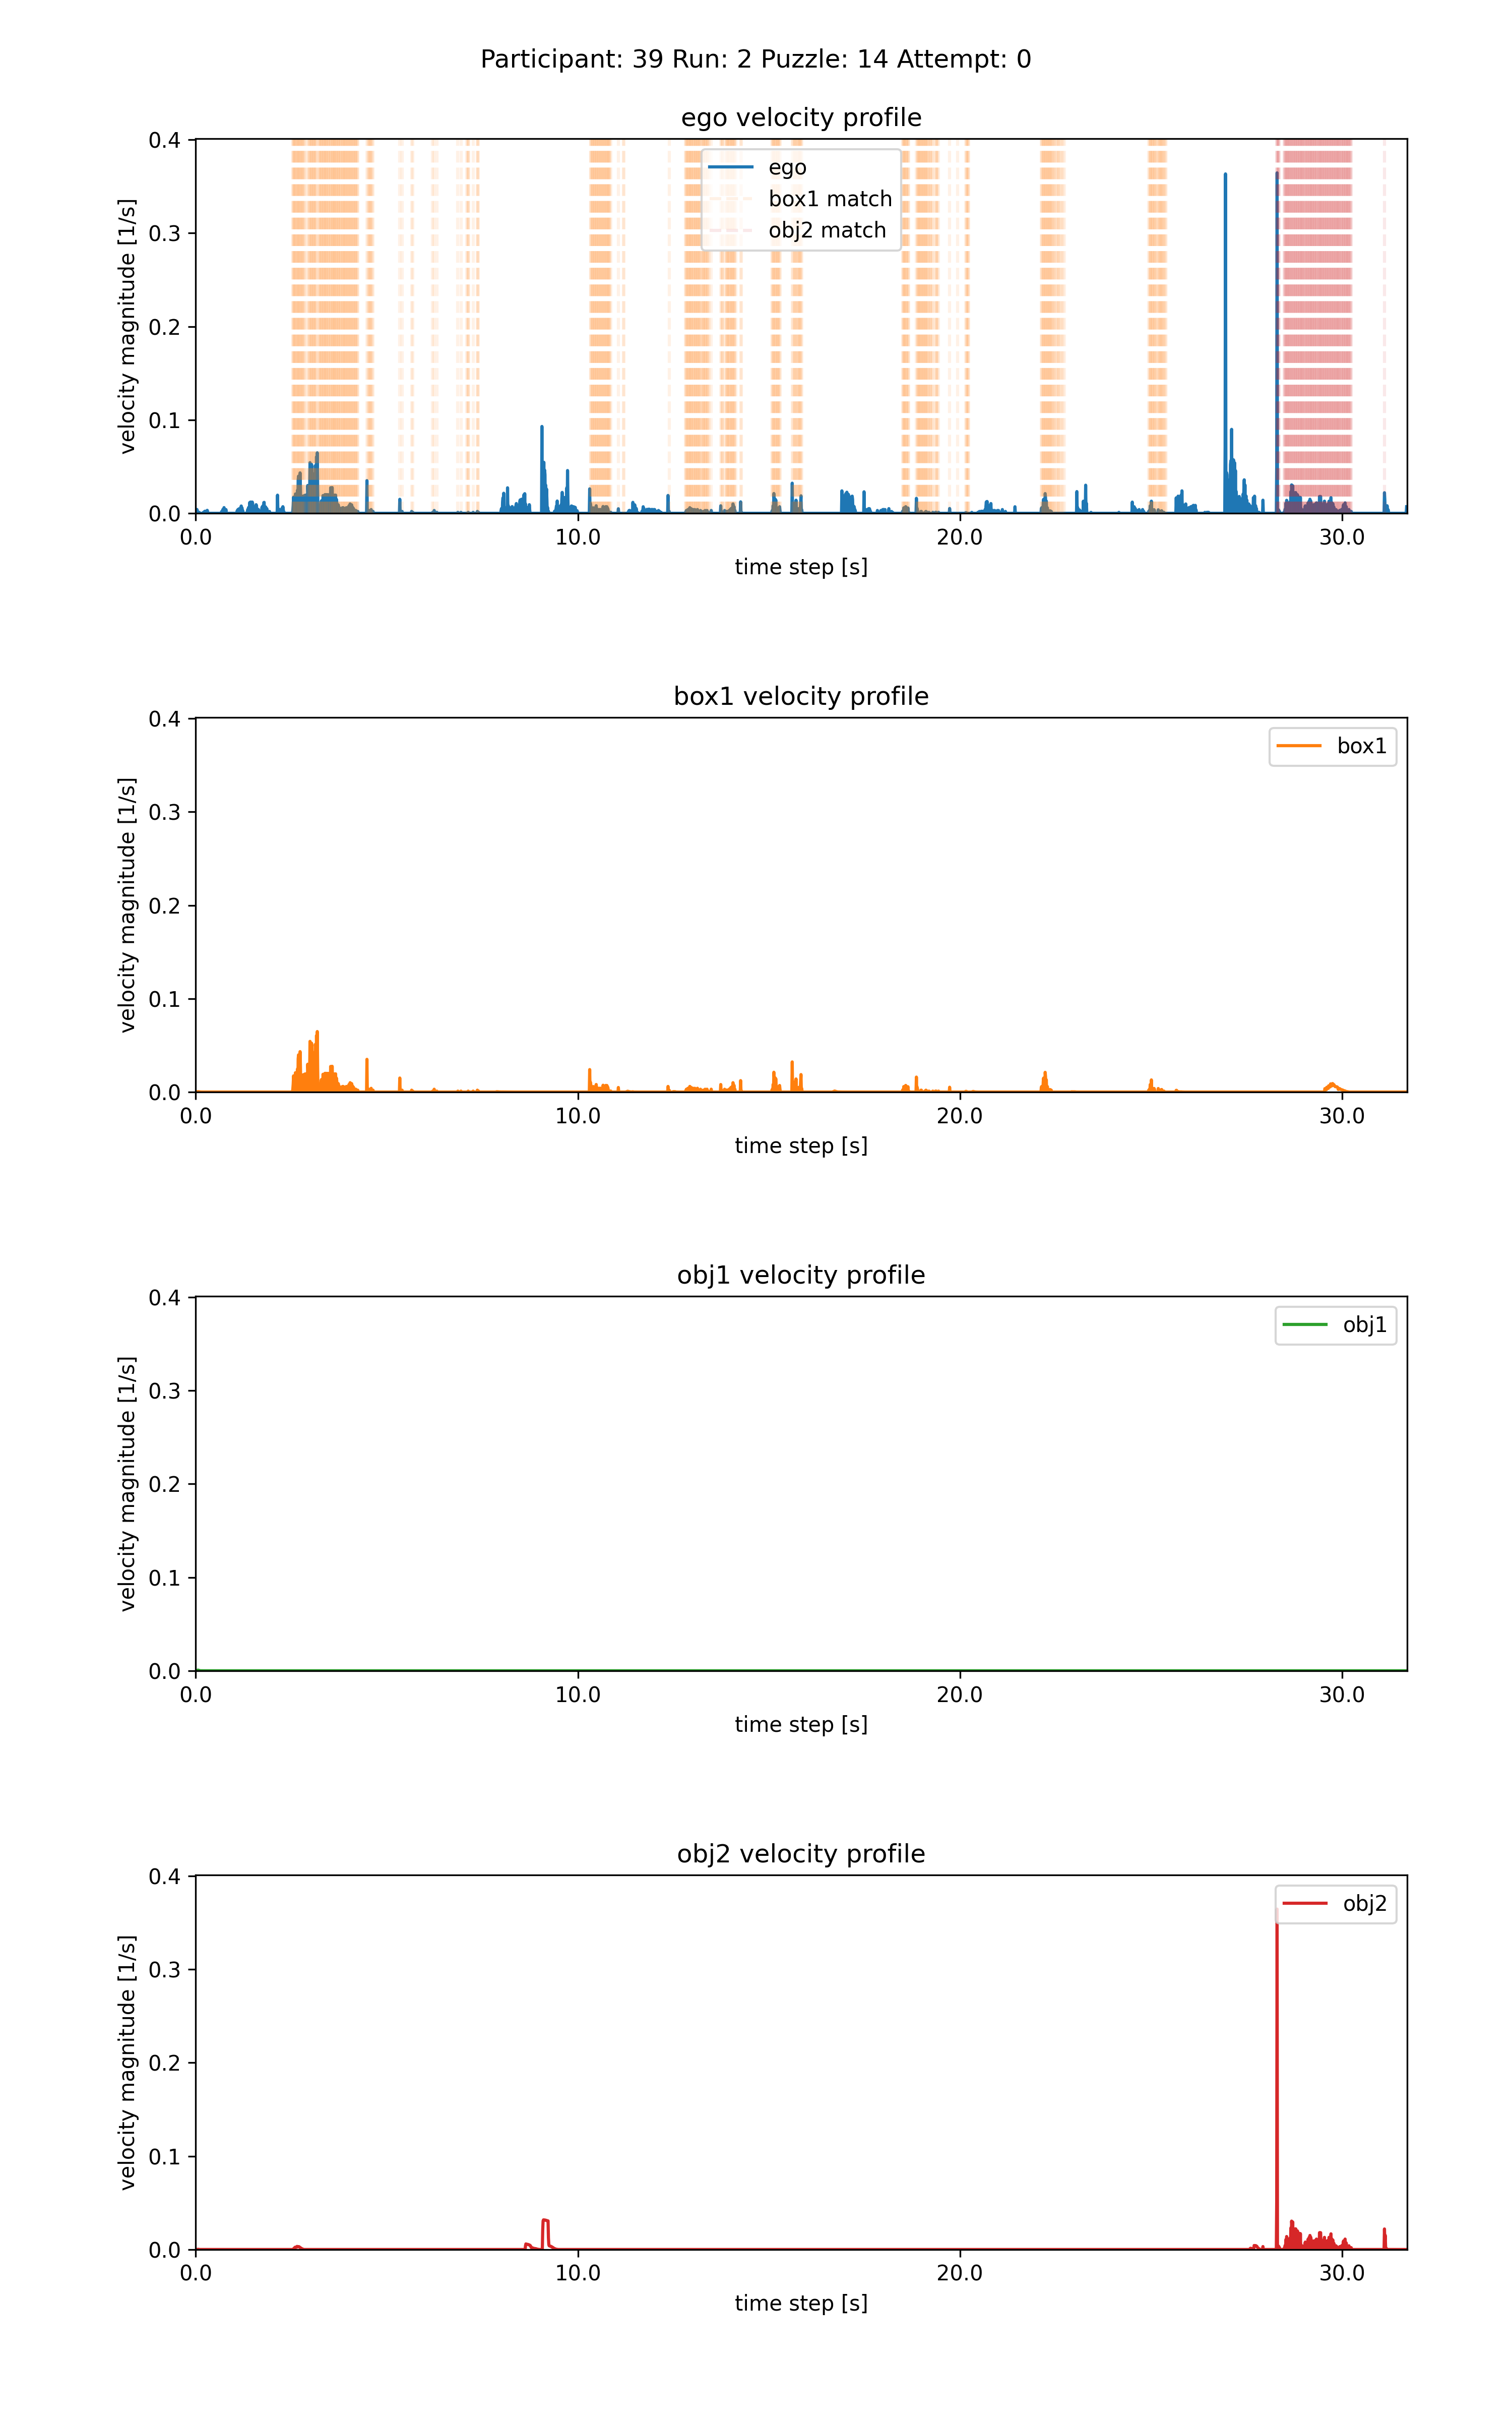 Participant: 39 Run: 2 Puzzle: 14 Attempt: 0
ego velocity profile
velocity magnitude [1/s]
0.4
0.3
0.2
0.1
0.0
ego
box1 match
obj2 match
0.0 10.0 20.0 30.0
time step [s]
box1 velocity profile
velocity magnitude [1/s]
0.4
0.3
0.2
0.1
0.0
box1
0.0 10.0 20.0 30.0
time step [s]
obj1 velocity profile
velocity magnitude [1/s]
0.4
0.3
0.2
0.1
0.0
obj1
0.0 10.0 20.0 30.0
time step [s]
obj2 velocity profile
velocity magnitude [1/s]
0.4
0.3
0.2
0.1
0.0
obj2
0.0 10.0 20.0 30.0
time step [s]